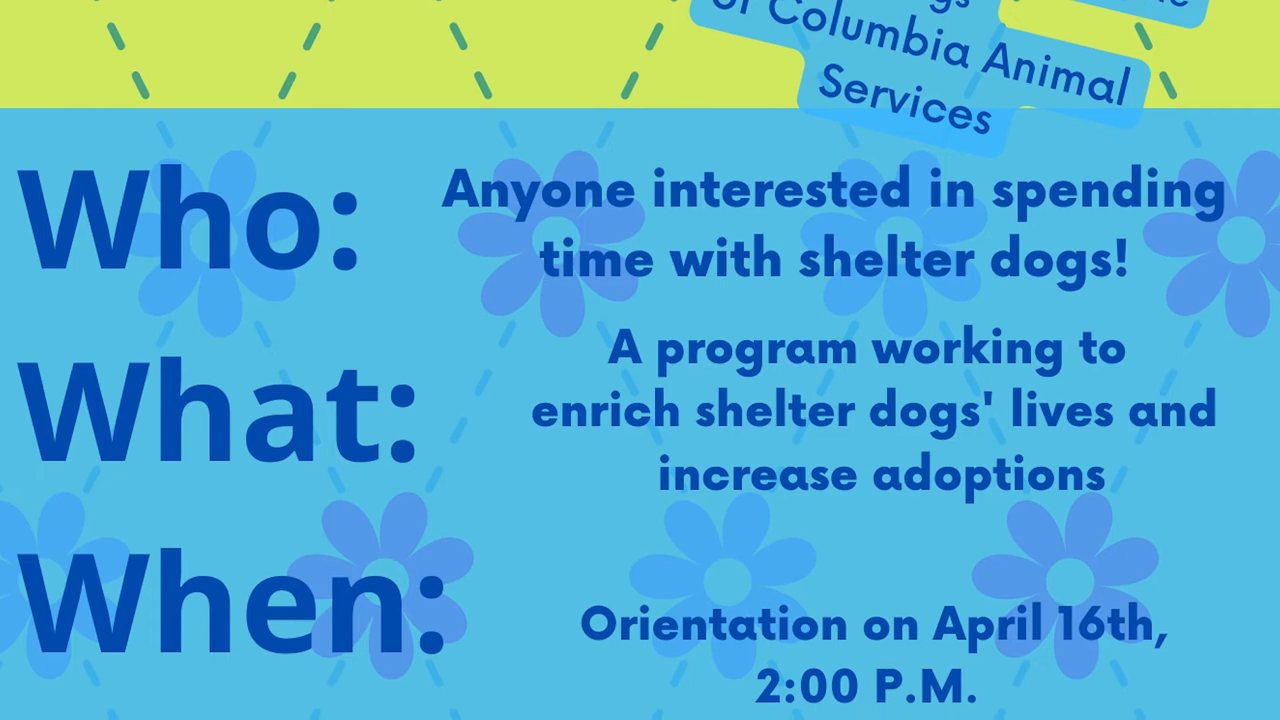 of Columbia Animal
Services
Who:
Anyone interested in spending
time with shelter dogs!
What:
A program working to
enrich shelter dogs' lives and
increase adoptions
When:
Orientation on April 16th,
2:00 P.M.